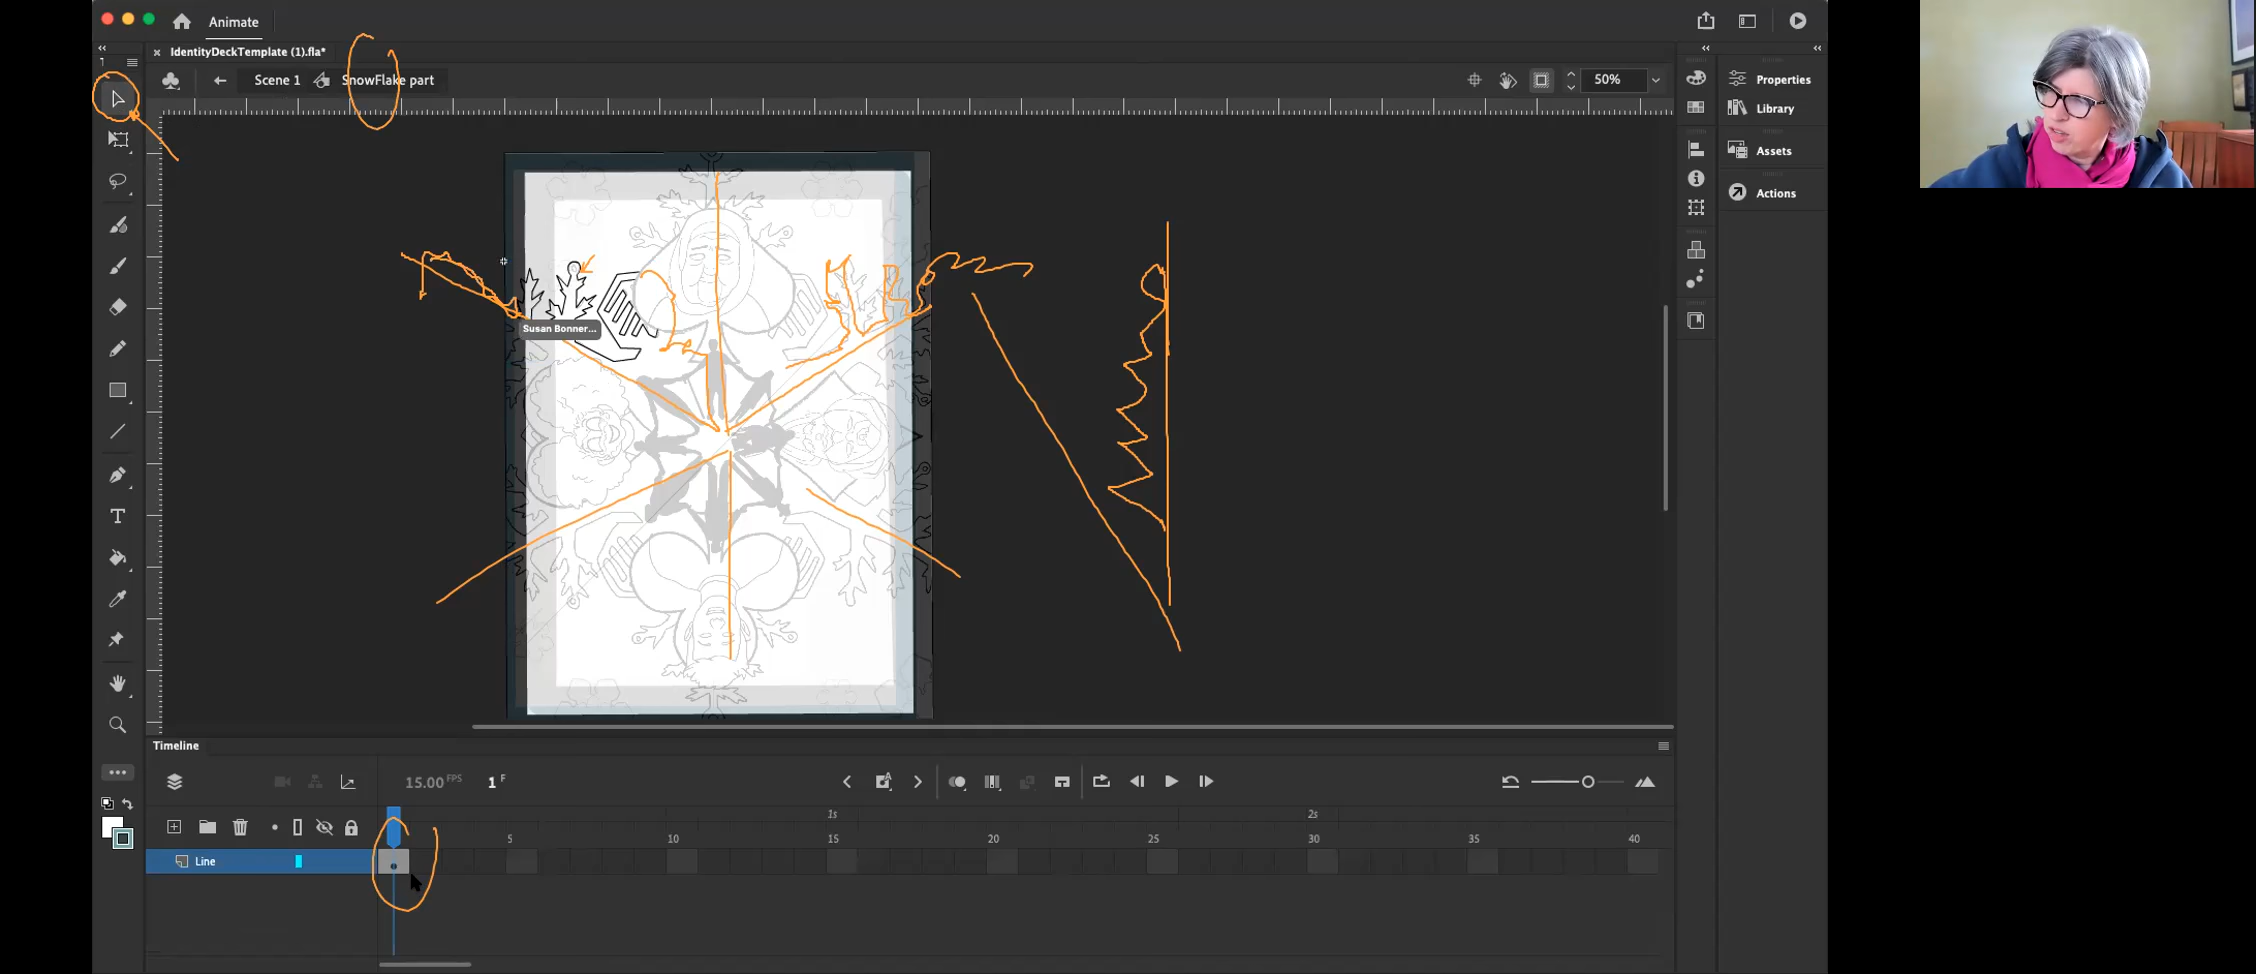 Animate
IdentityDeckTemplate (1).fla*
Scene 1 SnowFlake part
50%
Properties
Library
Assets
Actions
Susan Bonner...
Timeline
15.00 FPS 1 F
1s 2s
5 10 15 20 25 30 35 40
Line